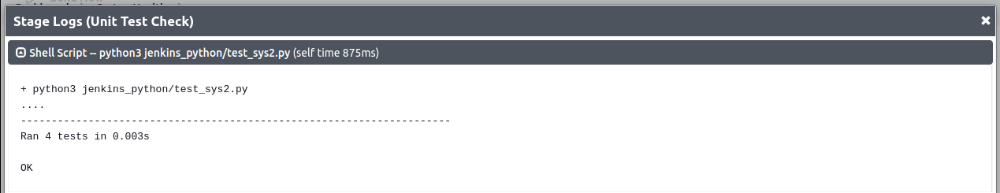 Stage Logs (Unit Test Check)
Shell Script -- python3 jenkins_python/test_sys2.py (self time 875ms)
+ python3 jenkins_python/test_sys2.py
....
----------------------------------------------------------------------
Ran 4 tests in 0.003s
OK